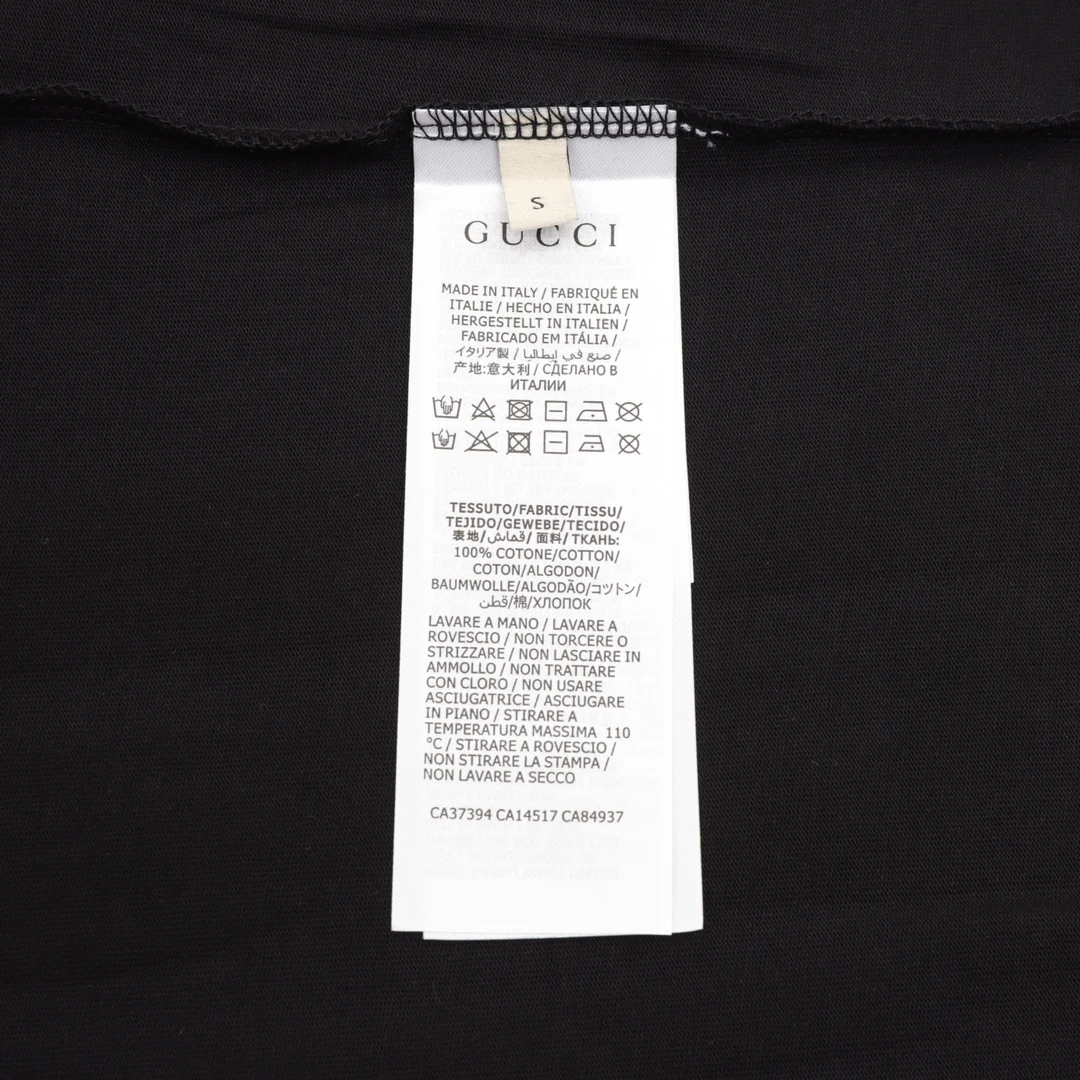 S
GUCCI
MADE IN ITALY / FABRIQUÉ EN
ITALIE / HECHO EN ITALIA /
HERGESTELLT IN ITALIEN /
FABRICADO EM ITÁLIA /
イタリア製 / صنع في إيطاليا /
产地:意大利 / СДЕЛАНО В
ИТАЛИИ
TESSUTO/FABRIC/TISSU/
TEJIDO/GEWEBE/TECIDO/
表地/قماش/ 面料/ ТКАНЬ:
100% COTONE/COTTON/
COTON/ALGODON/
BAUMWOLLE/ALGODÃO/コットン/
قطن/棉/ХЛОПОК
LAVARE A MANO / LAVARE A
ROVESCIO / NON TORCERE O
STRIZZARE / NON LASCIARE IN
AMMOLLO / NON TRATTARE
CON CLORO / NON USARE
ASCIUGATRICE / ASCIUGARE
IN PIANO / STIRARE A
TEMPERATURA MASSIMA 110
°C / STIRARE A ROVESCIO /
NON STIRARE LA STAMPA /
NON LAVARE A SECCO
CA37394 CA14517 CA84937